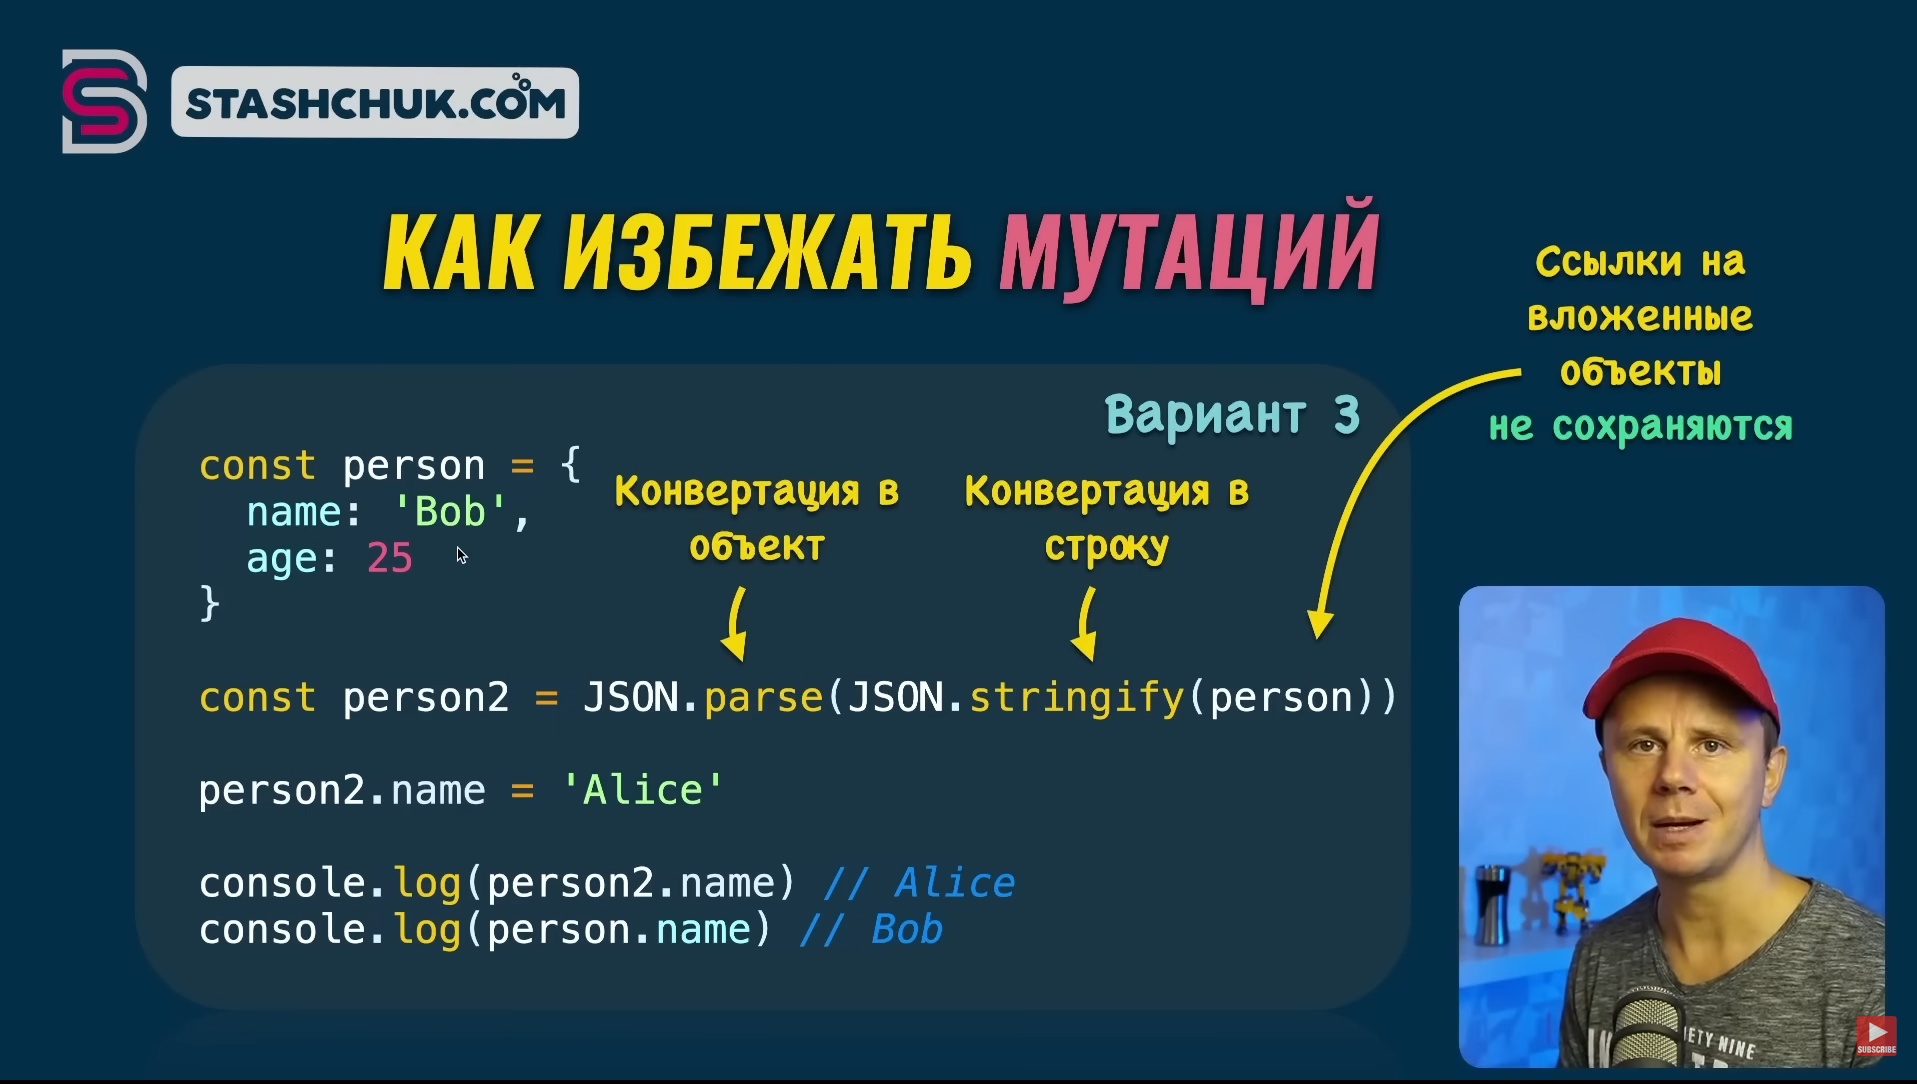 STASHCHUK.COM
КАК ИЗБЕЖАТЬ МУТАЦИЙ
Ссылки на
вложенные
объекты
не сохраняются
Вариант 3
const person = {
name: 'Bob',
age: 25
}
Конвертация в
объект
Конвертация в
строку
const person2 = JSON.parse(JSON.stringify(person))
person2.name = 'Alice'
console.log(person2.name) // Alice
console.log(person.name) // Bob
ETY NINE
SUBSCRIBE